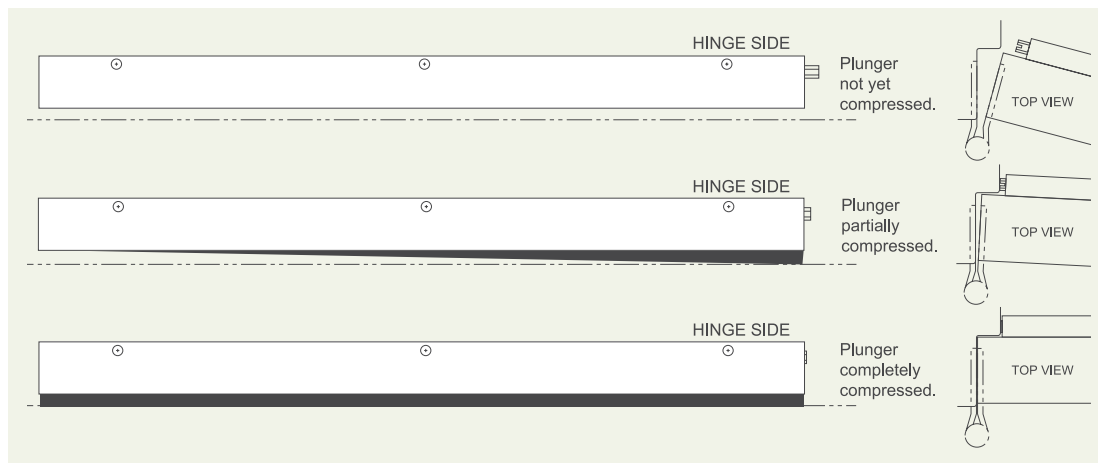 HINGE SIDE
Plunger
not yet
compressed.
TOP VIEW
HINGE SIDE
Plunger
partially
compressed.
TOP VIEW
HINGE SIDE
Plunger
completely
compressed.
TOP VIEW